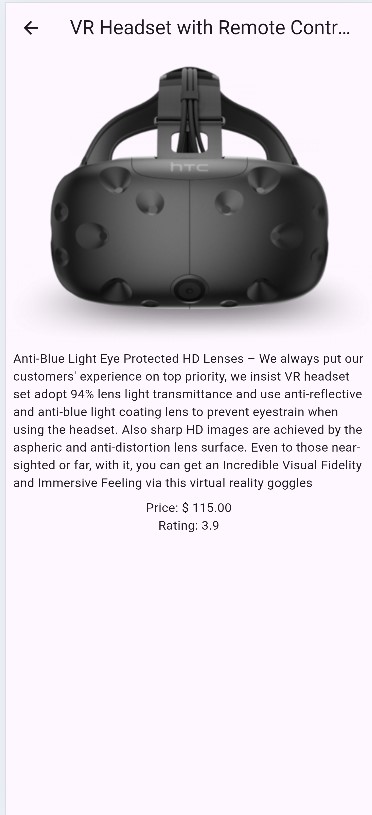 VR Headset with Remote Contr...
hTC
Anti-Blue Light Eye Protected HD Lenses – We always put our
customers' experience on top priority, we insist VR headset
set adopt 94% lens light transmittance and use anti-reflective
and anti-blue light coating lens to prevent eyestrain when
using the headset. Also sharp HD images are achieved by the
aspheric and anti-distortion lens surface. Even to those near-
sighted or far, with it, you can get an Incredible Visual Fidelity
and Immersive Feeling via this virtual reality goggles
Price: $ 115.00
Rating: 3.9